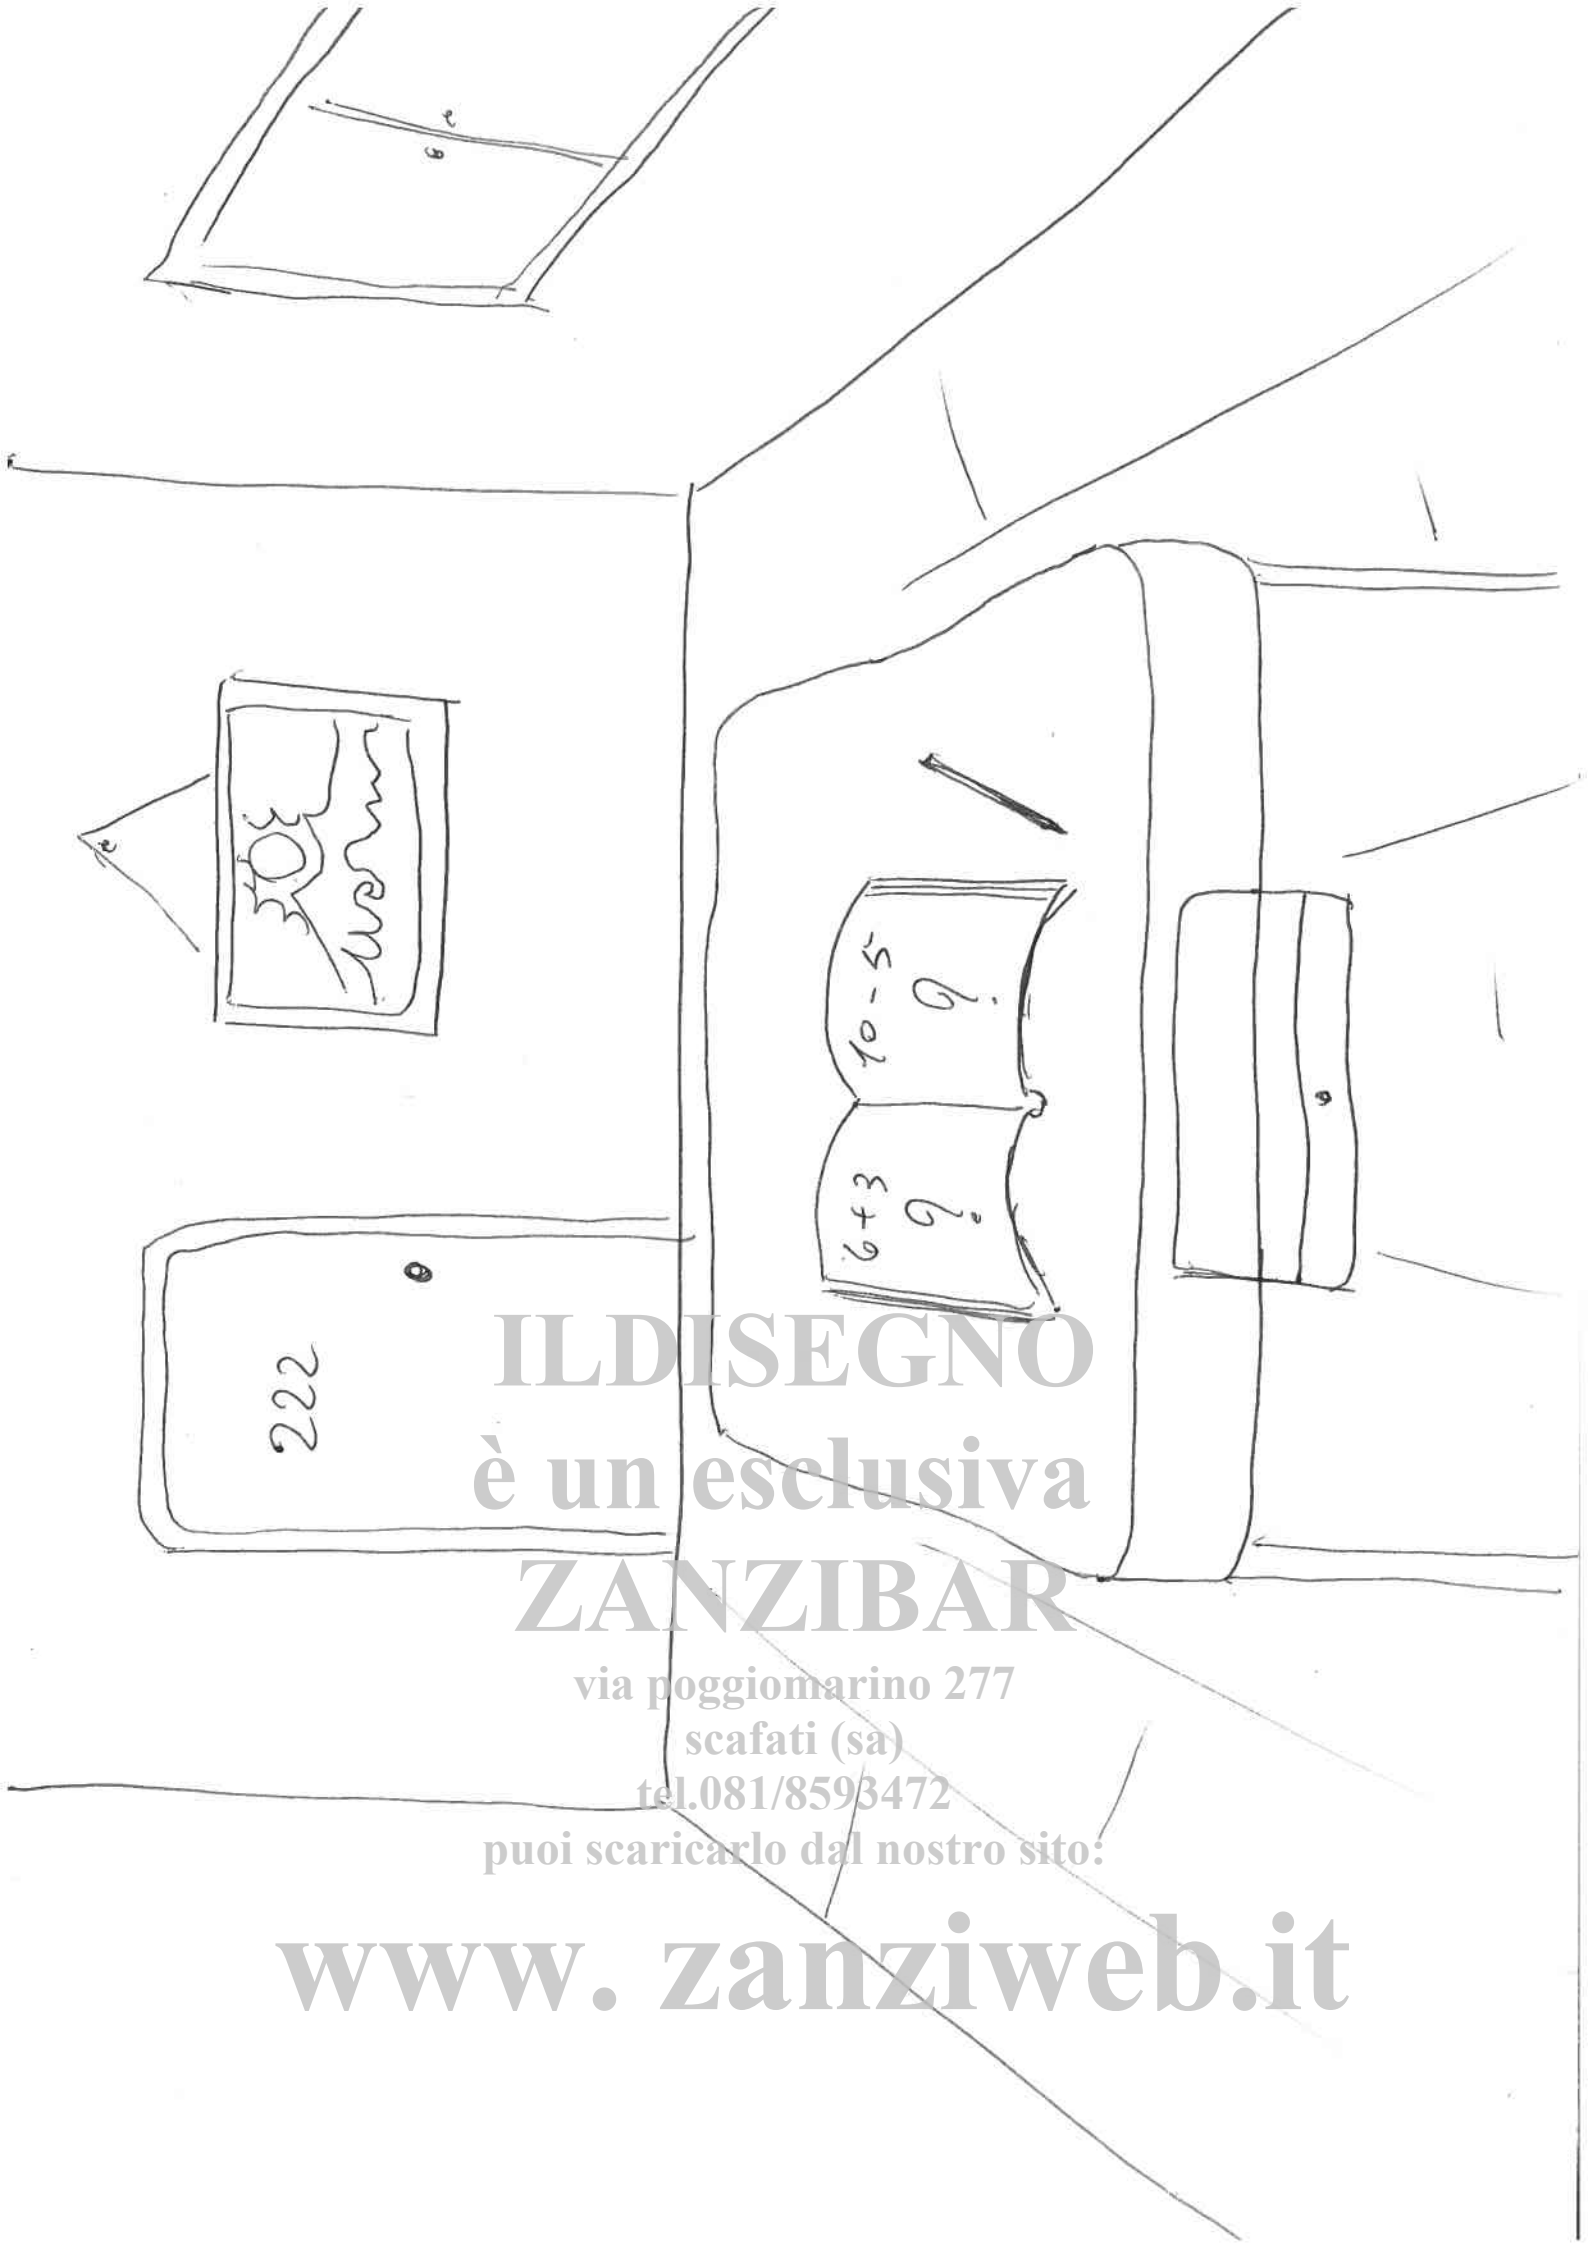 222
6+3
?
10-5
?
ILDISEGNO
è un esclusiva
ZANZIBAR
via poggiomarino 277
scafati (sa)
tel.081/8593472
puoi scaricarlo dal nostro sito:
www. zanziweb.it